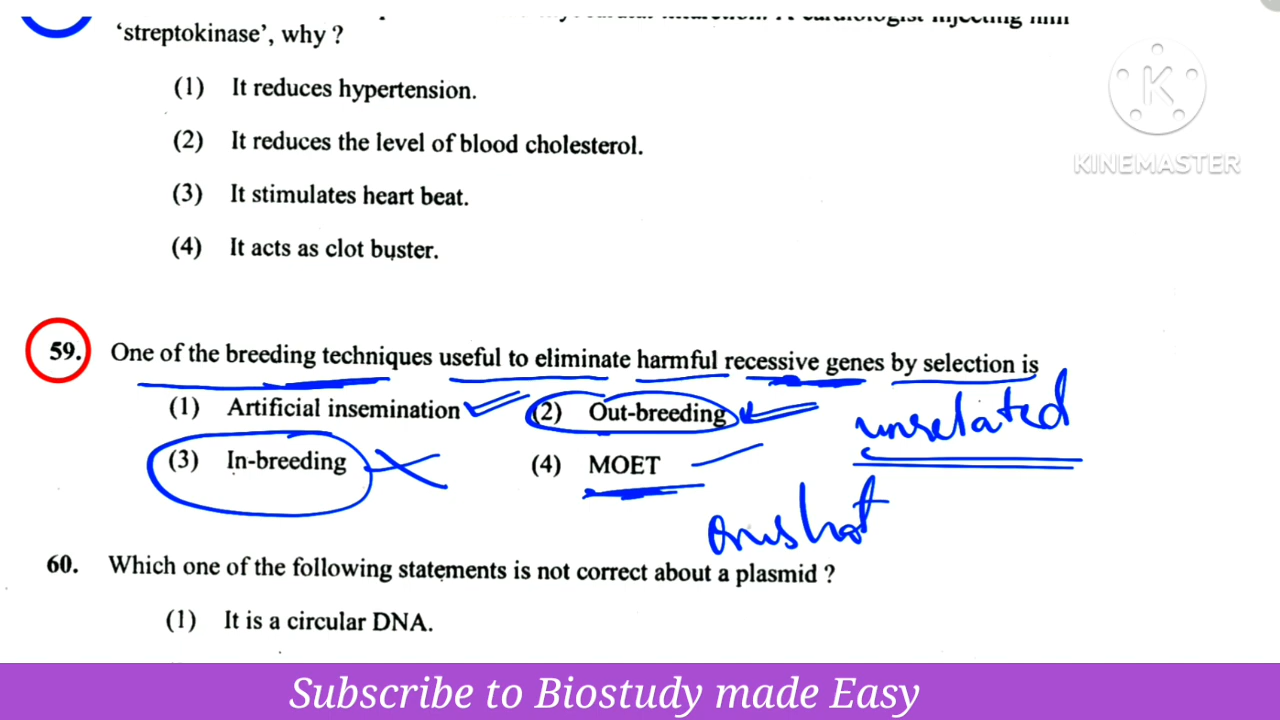 'streptokinase', why ?
(1) It reduces hypertension.
(2) It reduces the level of blood cholesterol.
(3) It stimulates heart beat.
(4) It acts as clot buster.
KINEMASTER
59. One of the breeding techniques useful to eliminate harmful recessive genes by selection is
(1) Artificial insemination (2) Out-breeding
unrelated
(3) In-breeding (4) MOET
60. Which one of the following statements is not correct about a plasmid ?
(1) It is a circular DNA.
Subscribe to Biostudy made Easy